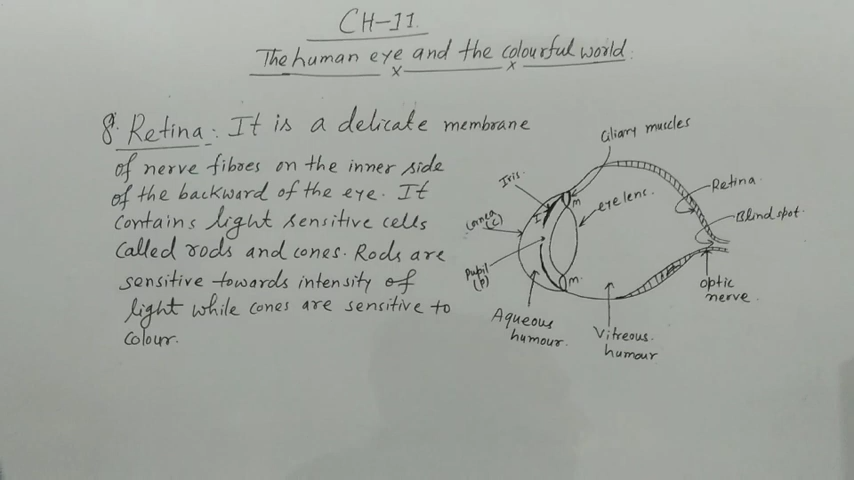 CH-11.
The human eye and the colourful world.
x x
8. Retina: It is a delicate membrane
of nerve fibres on the inner side
of the backward of the eye. It
contains light sensitive cells
called rods and cones. Rods are
sensitive towards intensity of
light while cones are sensitive to
colour.
Ciliary muscles
Iris.
Retina.
m
eye lens.
I
Cornea (C)
Blind spot.
Pupil (P)
m.
optic nerve.
Aqueous humour.
Vitreous. humour